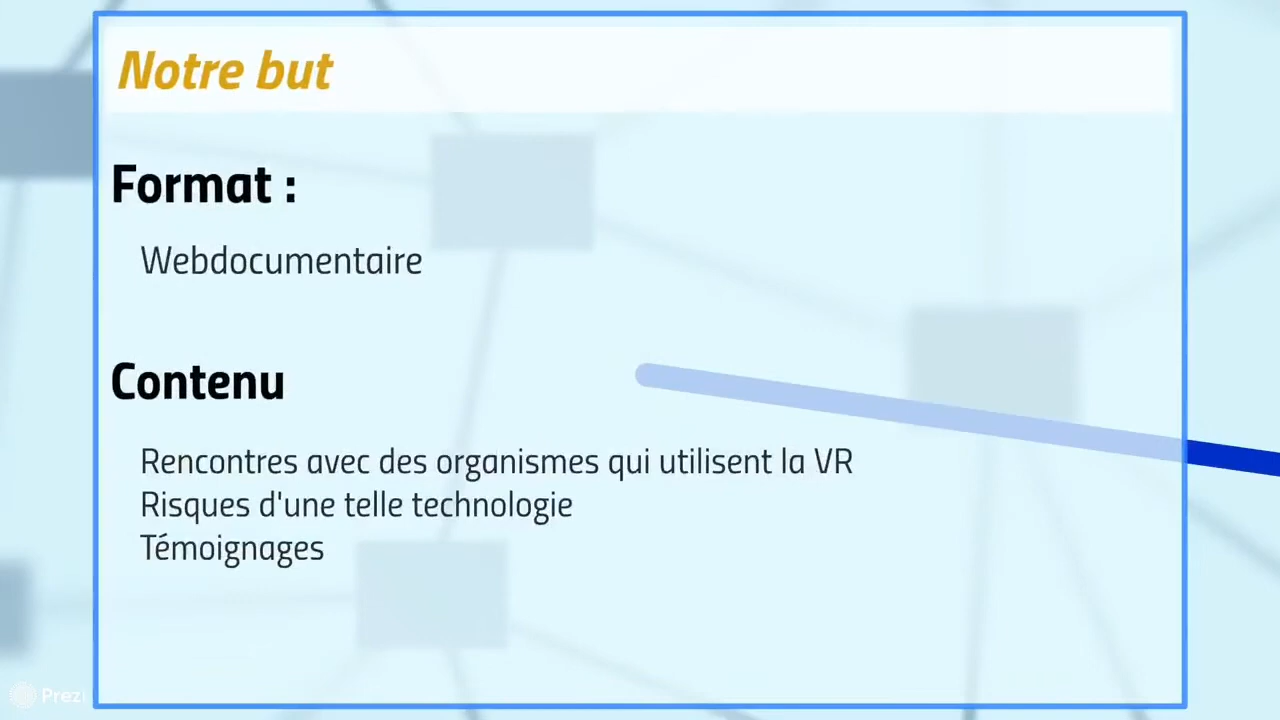 Notre but
Format :
Webdocumentaire
Contenu
Rencontres avec des organismes qui utilisent la VR
Risques d'une telle technologie
Témoignages
Prezi